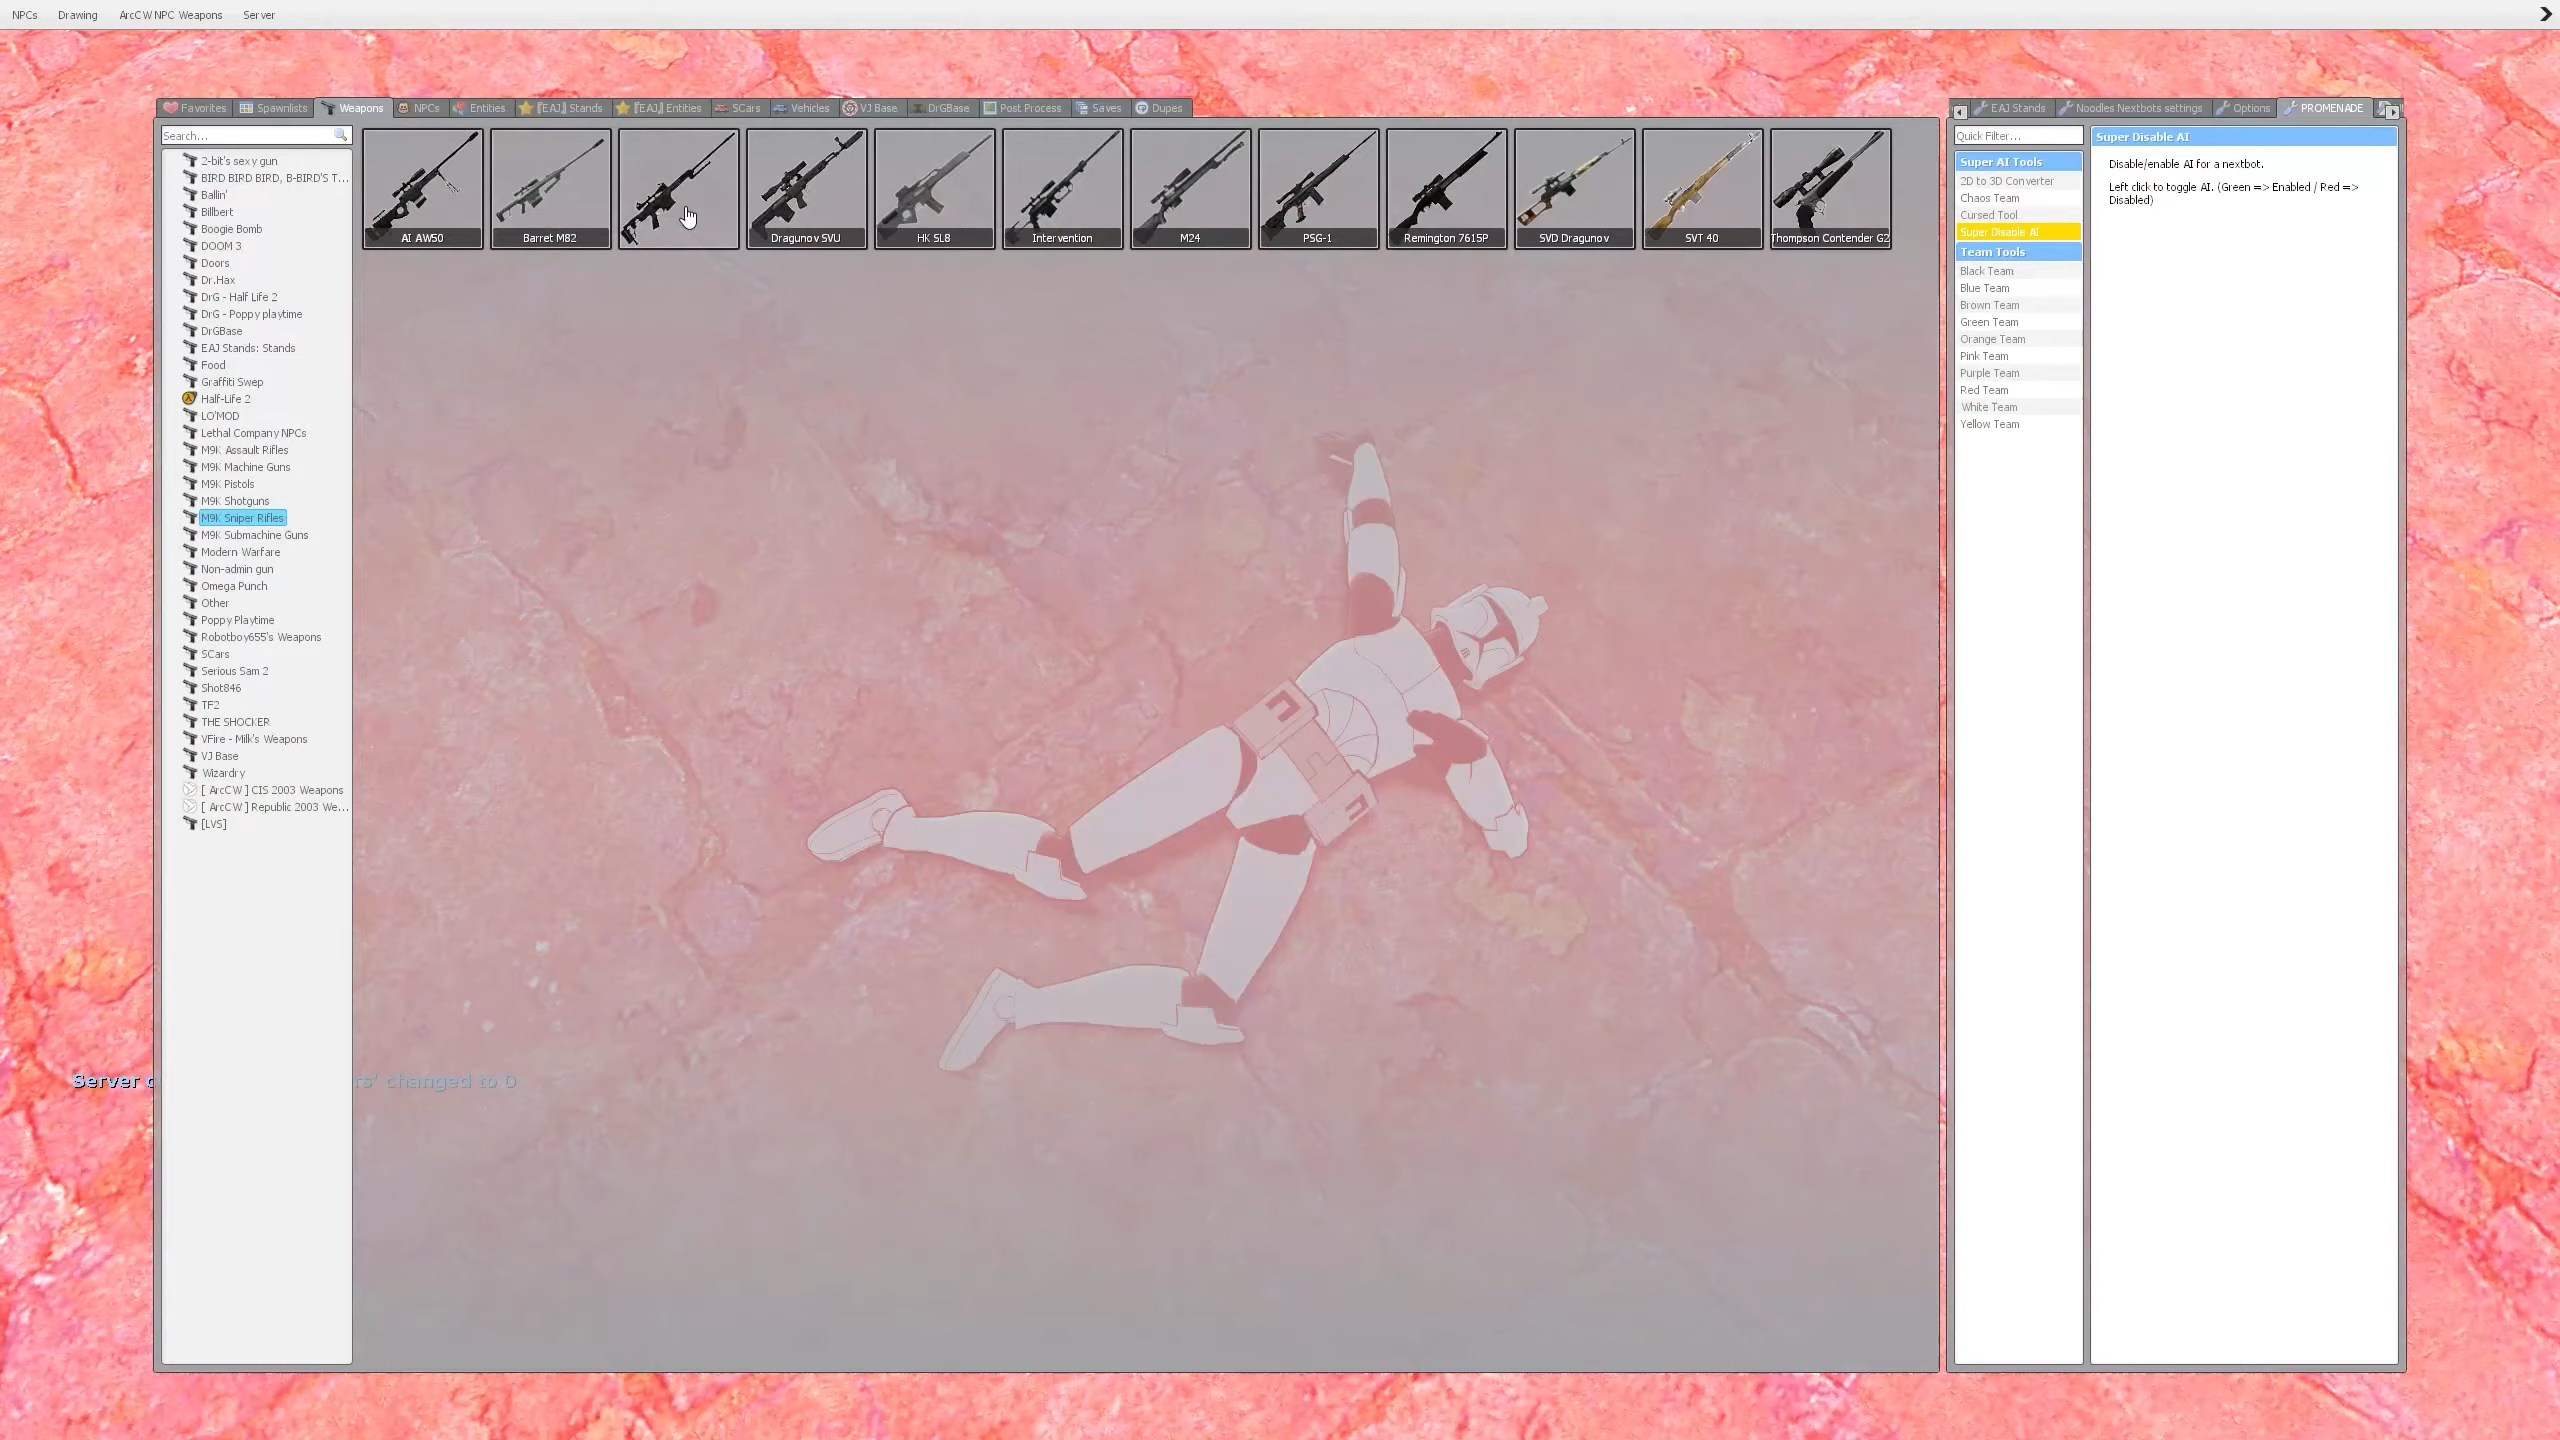 NPCs Drawing ArcCW NPC Weapons Server
Favorites Spawnlists Weapons NPCs Entities [EAJ] Stands [EAJ] Entities SCars Vehicles VJ Base DrGBase Post Process Saves Dupes
Search...
2-bit's sexy gun
BIRD BIRD BIRD, B-BIRD'S T...
Ballin'
Billbert
Boogie Bomb
DOOM 3
Doors
Dr.Hax
DrG - Half Life 2
DrG - Poppy playtime
DrGBase
EAJ Stands: Stands
Food
Graffiti Swep
Half-Life 2
LO'MOD
Lethal Company NPCs
M9K Assault Rifles
M9K Machine Guns
M9K Pistols
M9K Shotguns
M9K Sniper Rifles
M9K Submachine Guns
Modern Warfare
Non-admin gun
Omega Punch
Other
Poppy Playtime
Robotboy655's Weapons
SCars
Serious Sam 2
Shot846
TF2
THE SHOCKER
VFire - Milk's Weapons
VJ Base
Wizardry
[ ArcCW ] CIS 2003 Weapons
[ ArcCW ] Republic 2003 We...
[LVS]
AI AW50
Barret M82
Dragunov SVU
HK SL8
Intervention
M24
PSG-1
Remington 7615P
SVD Dragunov
SVT 40
Thompson Contender G2
Server c rs' changed to 0
EAJ Stands Noodles Nextbots settings Options PROMENADE
Quick Filter...
Super AI Tools
2D to 3D Converter
Chaos Team
Cursed Tool
Super Disable AI
Team Tools
Black Team
Blue Team
Brown Team
Green Team
Orange Team
Pink Team
Purple Team
Red Team
White Team
Yellow Team
Super Disable AI
Disable/enable AI for a nextbot.
Left click to toggle AI. (Green => Enabled / Red =>
Disabled)